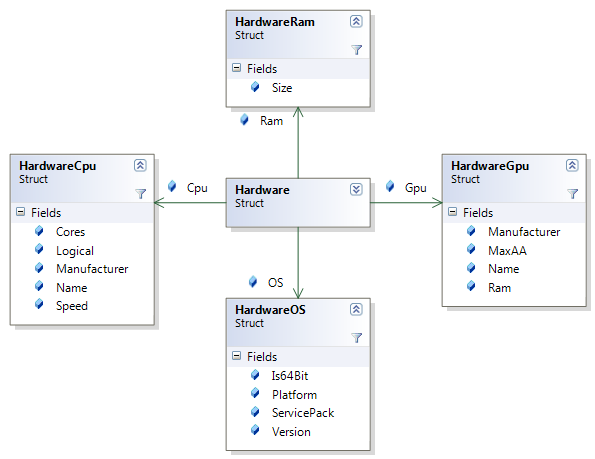 HardwareRam
Struct
Fields
Size
Ram
HardwareCpu
Struct
Fields
Cores
Logical
Manufacturer
Name
Speed
Cpu
Hardware
Struct
Gpu
HardwareGpu
Struct
Fields
Manufacturer
MaxAA
Name
Ram
OS
HardwareOS
Struct
Fields
Is64Bit
Platform
ServicePack
Version